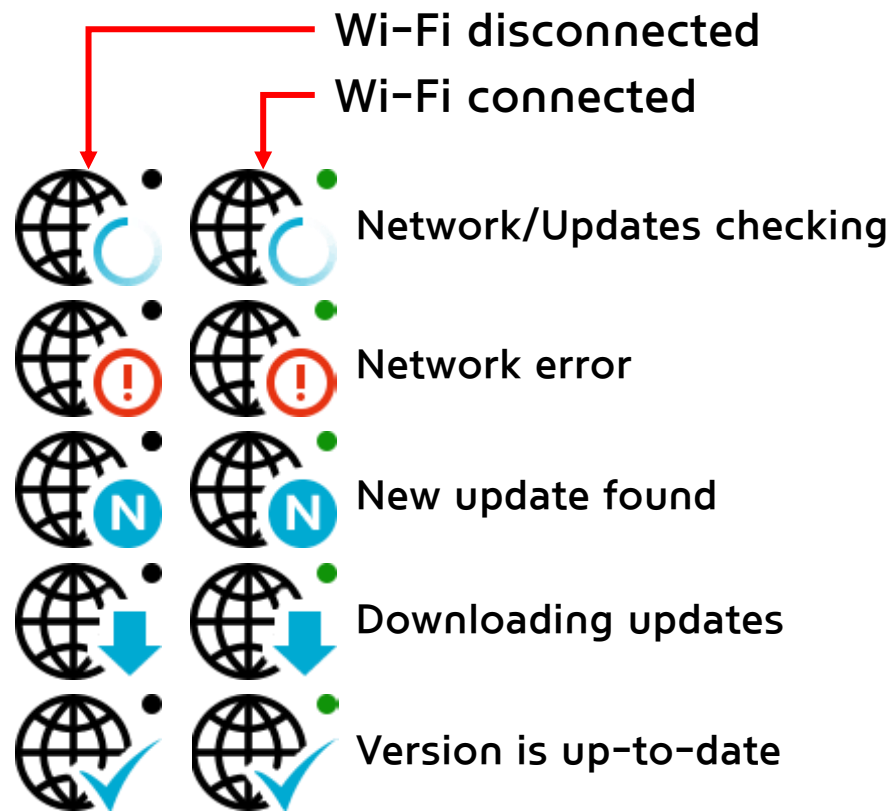 Wi-Fi disconnected
Wi-Fi connected
Network/Updates checking
!
!
Network error
N
N
New update found
Downloading updates
Version is up-to-date